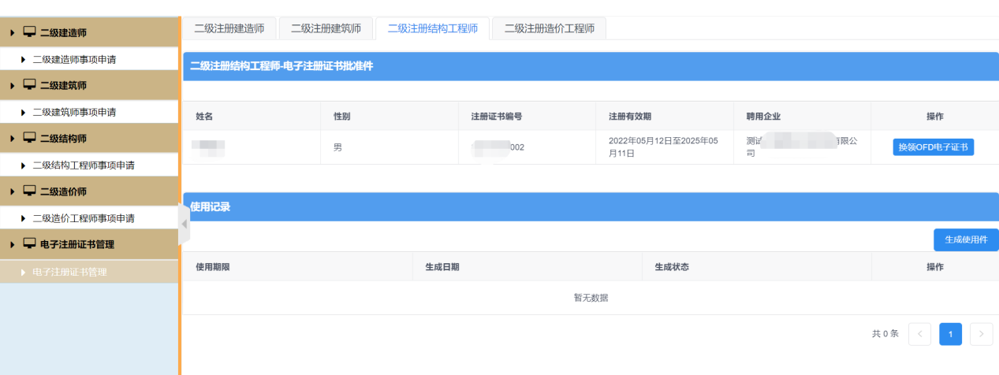 二级建造师
二级建造师事项申请
二级建筑师
二级建筑师事项申请
二级结构师
二级结构工程师事项申请
二级造价师
二级造价工程师事项申请
电子注册证书管理
电子注册证书管理
二级注册建造师 二级注册建筑师 二级注册结构工程师 二级注册造价工程师
二级注册结构工程师-电子注册证书批准件
姓名 性别 注册证书编号 注册有效期 聘用企业 操作
男 002 2022年05月12日至2025年05 测试 有限公 换领OFD电子证书
月11日 司
使用记录
生成使用件
使用期限 生成日期 生成状态 操作
暂无数据
共 0 条 < 1 >